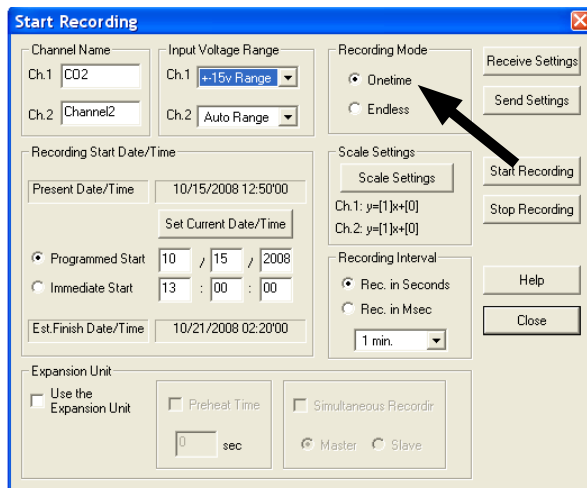 Start Recording
Channel Name
Ch.1 CO2
Ch.2 Channel2
Input Voltage Range
Ch.1 +-15v Range
Ch.2 Auto Range
Recording Mode
Onetime
Endless
Receive Settings
Send Settings
Start Recording
Stop Recording
Help
Close
Recording Start Date/Time
Present Date/Time 10/15/2008 12:50'00
Set Current Date/Time
Programmed Start 10 / 15 / 2008
Immediate Start 13 : 00 : 00
Est.Finish Date/Time 10/21/2008 02:20'00
Scale Settings
Scale Settings
Ch.1: y=[1]x+[0]
Ch.2: y=[1]x+[0]
Recording Interval
Rec. in Seconds
Rec. in Msec
1 min.
Expansion Unit
Use the
Expansion Unit
Preheat Time
0 sec
Simultaneous Recordir
Master Slave